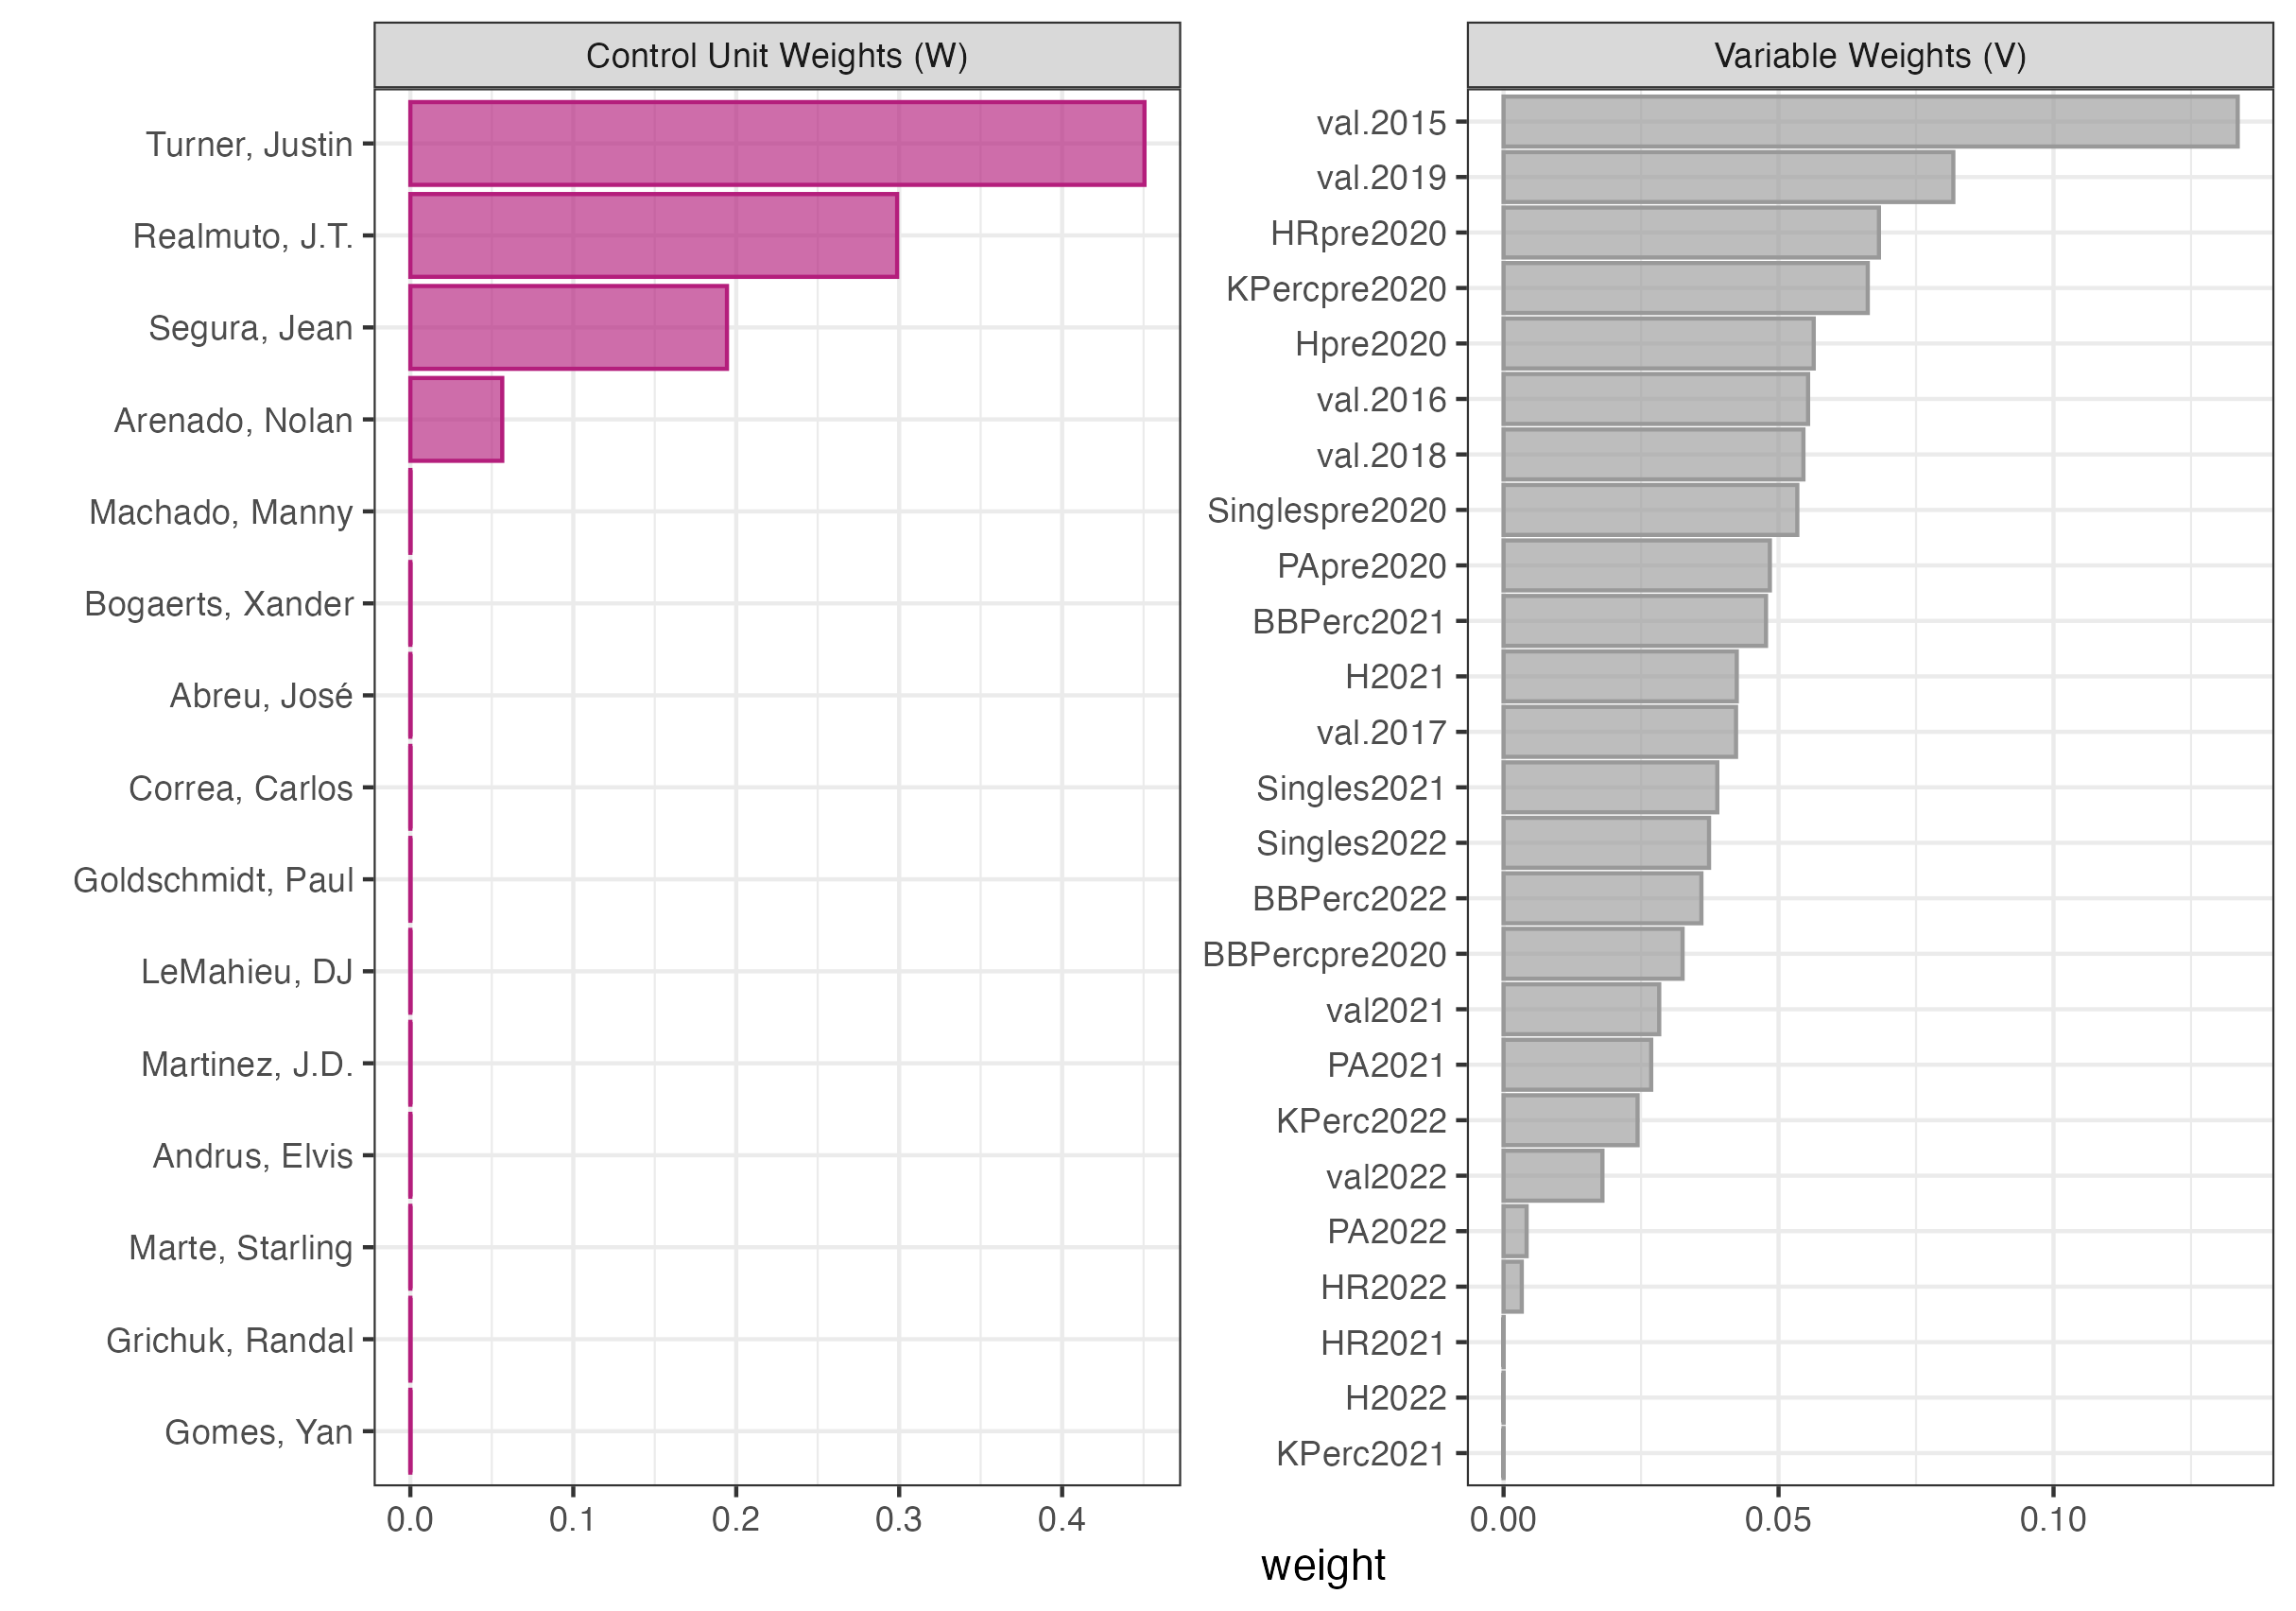 Control Unit Weights (W)
Turner, Justin
Realmuto, J.T.
Segura, Jean
Arenado, Nolan
Machado, Manny
Bogaerts, Xander
Abreu, José
Correa, Carlos
Goldschmidt, Paul
LeMahieu, DJ
Martinez, J.D.
Andrus, Elvis
Marte, Starling
Grichuk, Randal
Gomes, Yan
0.0 0.1 0.2 0.3 0.4
Variable Weights (V)
val.2015
val.2019
HRpre2020
KPercpre2020
Hpre2020
val.2016
val.2018
Singlespre2020
PApre2020
BBPerc2021
H2021
val.2017
Singles2021
Singles2022
BBPerc2022
BBPercpre2020
val2021
PA2021
KPerc2022
val2022
PA2022
HR2022
HR2021
H2022
KPerc2021
0.00 0.05 0.10
weight